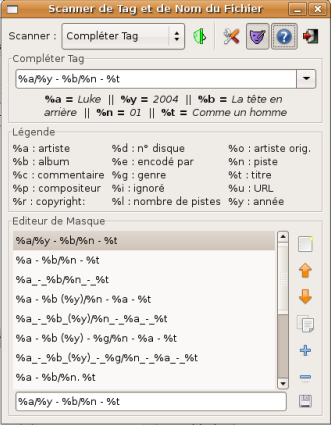 Scanner de Tag et de Nom du Fichier
Scanner : Compléter Tag
Compléter Tag
%a/%y - %b/%n - %t
%a = Luke || %y = 2004 || %b = La tête en
arrière || %n = 01 || %t = Comme un homme
Légende
%a : artiste %d : n° disque %o : artiste orig.
%b : album %e : encodé par %n : piste
%c : commentaire %g : genre %t : titre
%p : compositeur %i : ignoré %u : URL
%r : copyright: %l : nombre de pistes %y : année
Editeur de Masque
%a/%y - %b/%n - %t
%a - %b/%n - %t
%a_-_%b/%n_-_%t
%a - %b (%y)/%n - %a - %t
%a_-_%b_(%y)/%n_-_%a_-_%t
%a - %b (%y) - %g/%n - %a - %t
%a_-_%b_(%y)_-_%g/%n_-_%a_-_%t
%a - %b/%n. %t
%a/%y - %b/%n - %t